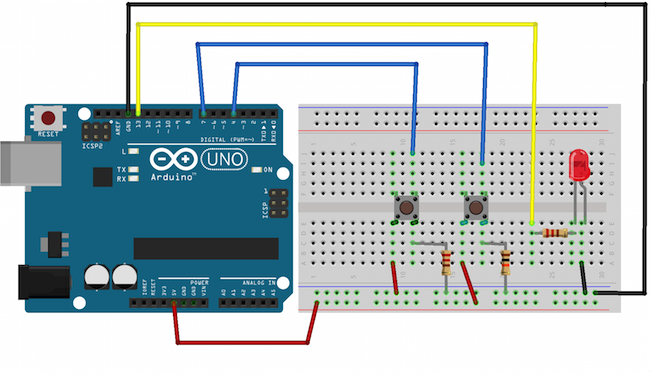 RESET
ICSP2
AREF
GND
13
12
~11
~10
~9
8
7
~6
~5
4
~3
2
TX▸1
RX◂0
DIGITAL (PWM~)
L
TX
RX
Arduino™
UNO
ON
ICSP
1
IOREF
RESET
3V3
5V
GND
GND
VIN
POWER
A0
A1
A2
A3
A4
A5
ANALOG IN